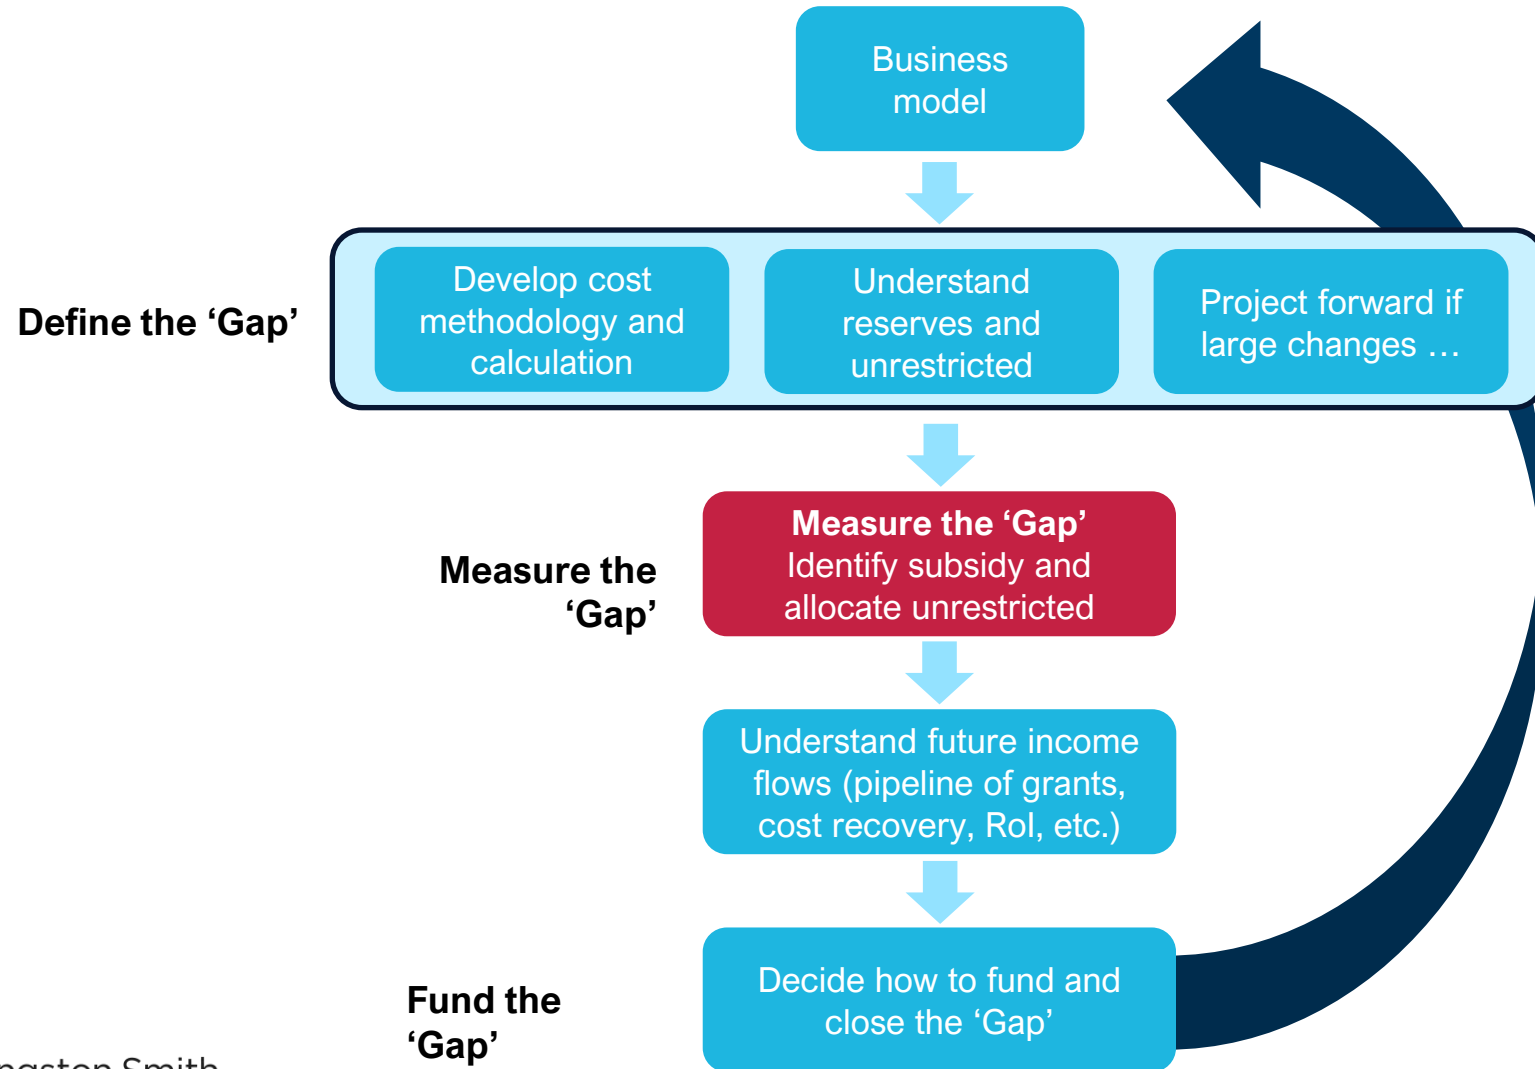 Business
model
Define the ‘Gap’
Develop cost
methodology and
calculation
Understand
reserves and
unrestricted
Project forward if
large changes …
Measure the
‘Gap’
Measure the ‘Gap’
Identify subsidy and
allocate unrestricted
Understand future income
flows (pipeline of grants,
cost recovery, RoI, etc.)
Fund the
‘Gap’
Decide how to fund and
close the ‘Gap’
Smith